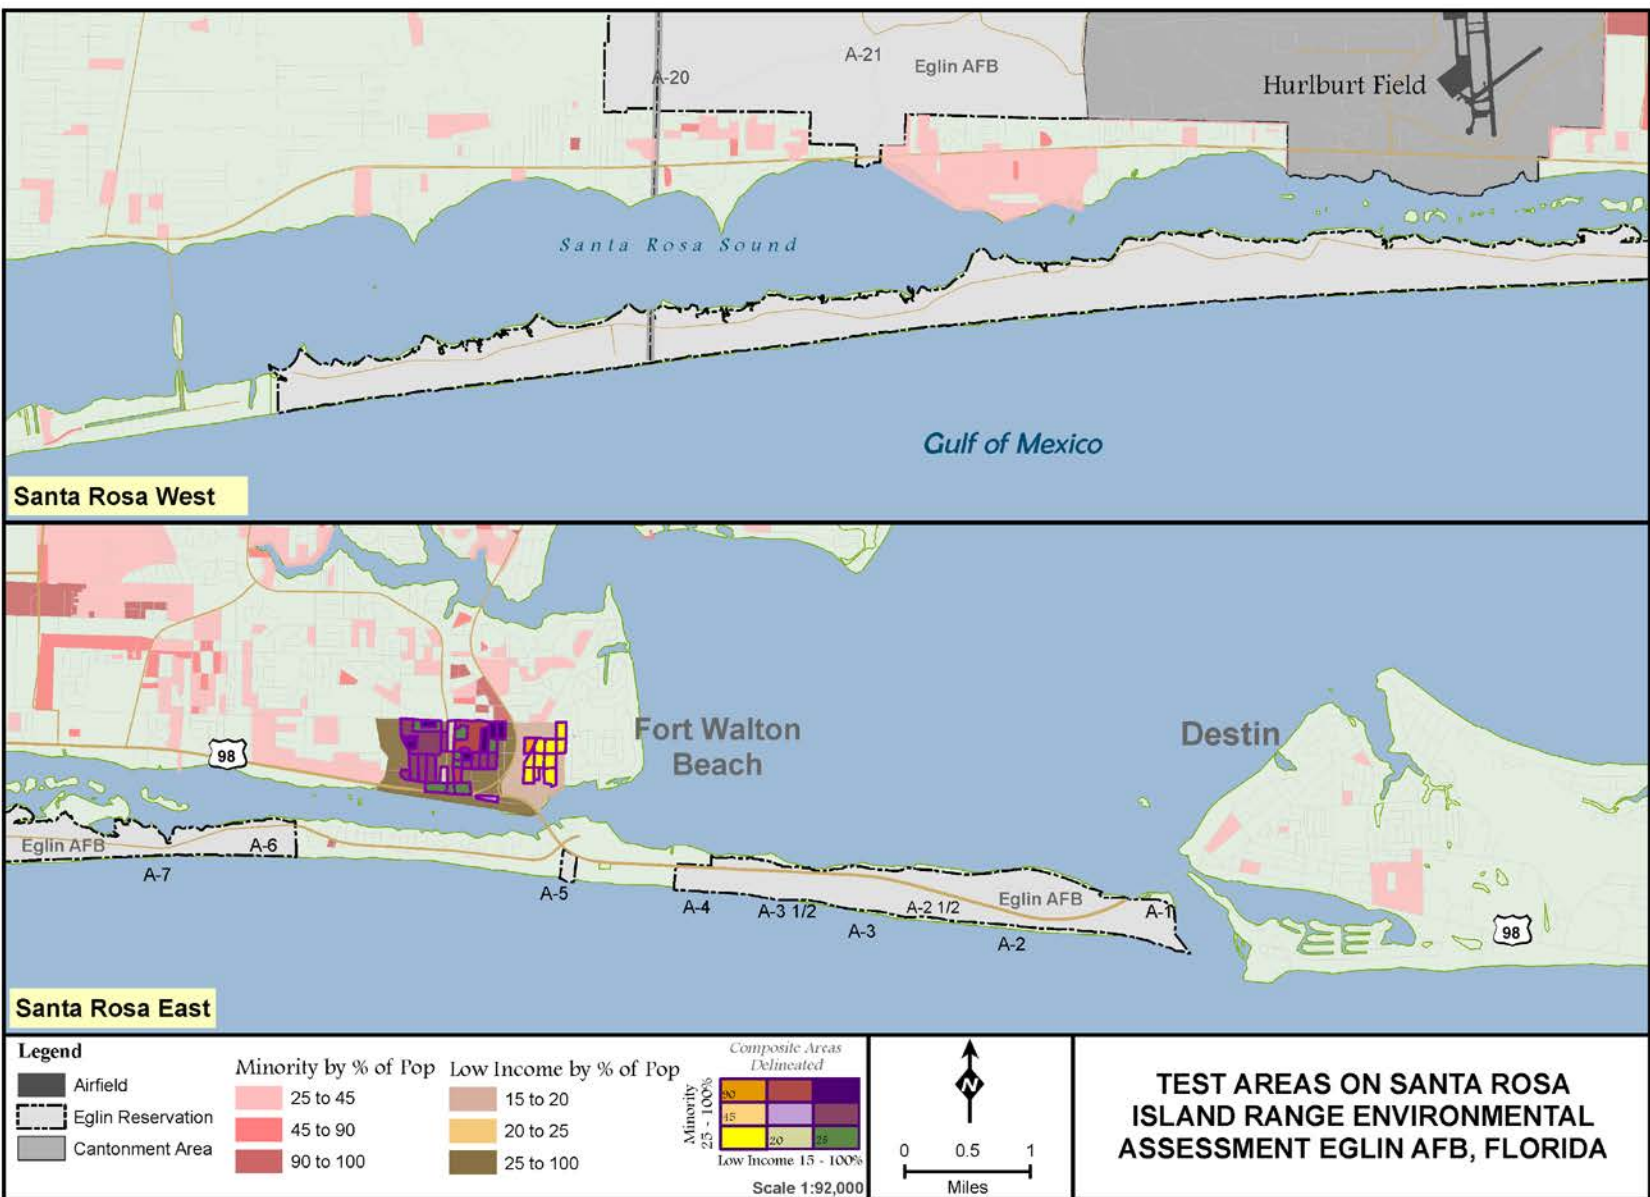 A-20
A-21
Eglin AFB
Hurlburt Field
Santa Rosa Sound
Gulf of Mexico
Santa Rosa West
98
Fort Walton
Beach
Destin
Eglin AFB
A-6
A-7
A-5
A-4
A-3 1/2
A-3
A-2 1/2
Eglin AFB
A-2
A-1
98
Santa Rosa East
Legend
Airfield
Eglin Reservation
Cantonment Area
Minority by % of Pop
25 to 45
45 to 90
90 to 100
Low Income by % of Pop
15 to 20
20 to 25
25 to 100
Composite Areas
Delineated
Minority
25 - 100%
90
45
20
25
Low Income 15 - 100%
Scale 1:92,000
N
0 0.5 1
Miles
TEST AREAS ON SANTA ROSA
ISLAND RANGE ENVIRONMENTAL
ASSESSMENT EGLIN AFB, FLORIDA